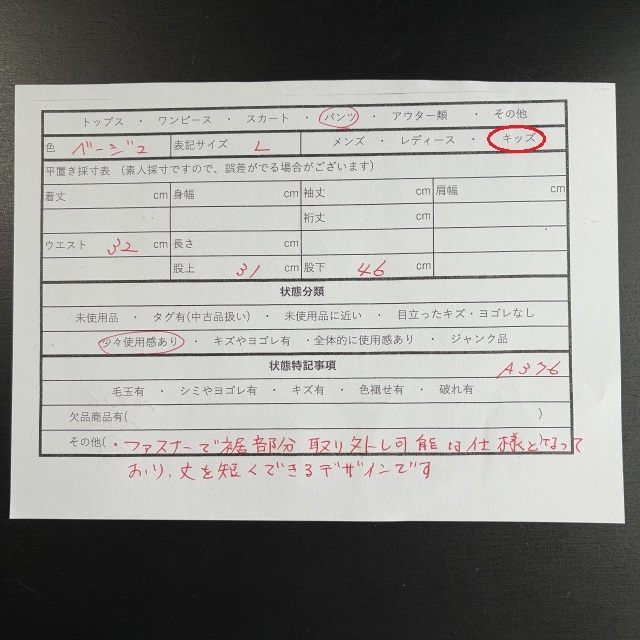 トップス ・ ワンピース ・ スカート ・ パンツ ・ アウター類 ・ その他
色 ベージュ 表記サイズ L メンズ ・ レディース ・ キッズ
平置き採寸表 (素人採寸ですので、誤差がでる場合がございます)
着丈 cm 身幅 cm 袖丈 cm 肩幅 cm
裄丈 cm
ウエスト 32 cm 長さ cm
股上 31 cm 股下 46 cm
状態分類
未使用品 ・ タグ有(中古品扱い) ・ 未使用品に近い ・ 目立ったキズ・ヨゴレなし
少々使用感あり ・ キズやヨゴレ有 ・全体的に使用感あり ・ ジャンク品
状態特記事項 A376
毛玉有 ・ シミやヨゴレ有 ・ キズ有 ・ 色褪せ有 ・ 破れ有
欠品商品有( )
その他( ・ファスナーで裾部分 取り外し可能な仕様となって
おり、丈を短くできるデザインです